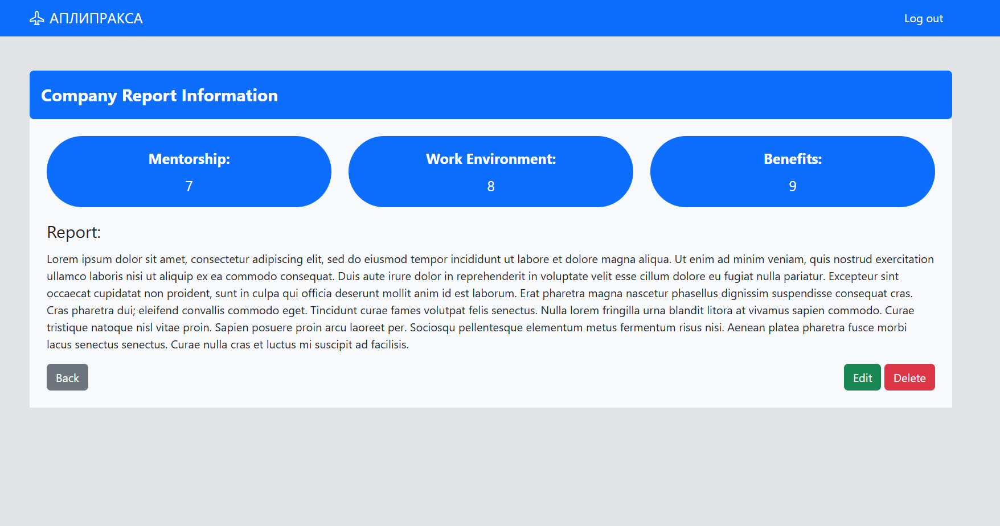 АПЛИПРАКСА
Log out
Company Report Information
Mentorship:
7
Work Environment:
8
Benefits:
9
Report:
Lorem ipsum dolor sit amet, consectetur adipiscing elit, sed do eiusmod tempor incididunt ut labore et dolore magna aliqua. Ut enim ad minim veniam, quis nostrud exercitation
ullamco laboris nisi ut aliquip ex ea commodo consequat. Duis aute irure dolor in reprehenderit in voluptate velit esse cillum dolore eu fugiat nulla pariatur. Excepteur sint
occaecat cupidatat non proident, sunt in culpa qui officia deserunt mollit anim id est laborum. Erat pharetra magna nascetur phasellus dignissim suspendisse consequat cras.
Cras pharetra dui; eleifend convallis commodo eget. Tincidunt curae fames volutpat felis senectus. Nulla lorem fringilla urna blandit litora at vivamus sapien commodo. Curae
tristique natoque nisl vitae proin. Sapien posuere proin arcu laoreet per. Sociosqu pellentesque elementum metus fermentum risus nisi. Aenean platea pharetra fusce morbi
lacus senectus senectus. Curae nulla cras et luctus mi suscipit ad facilisis.
Back
Edit
Delete